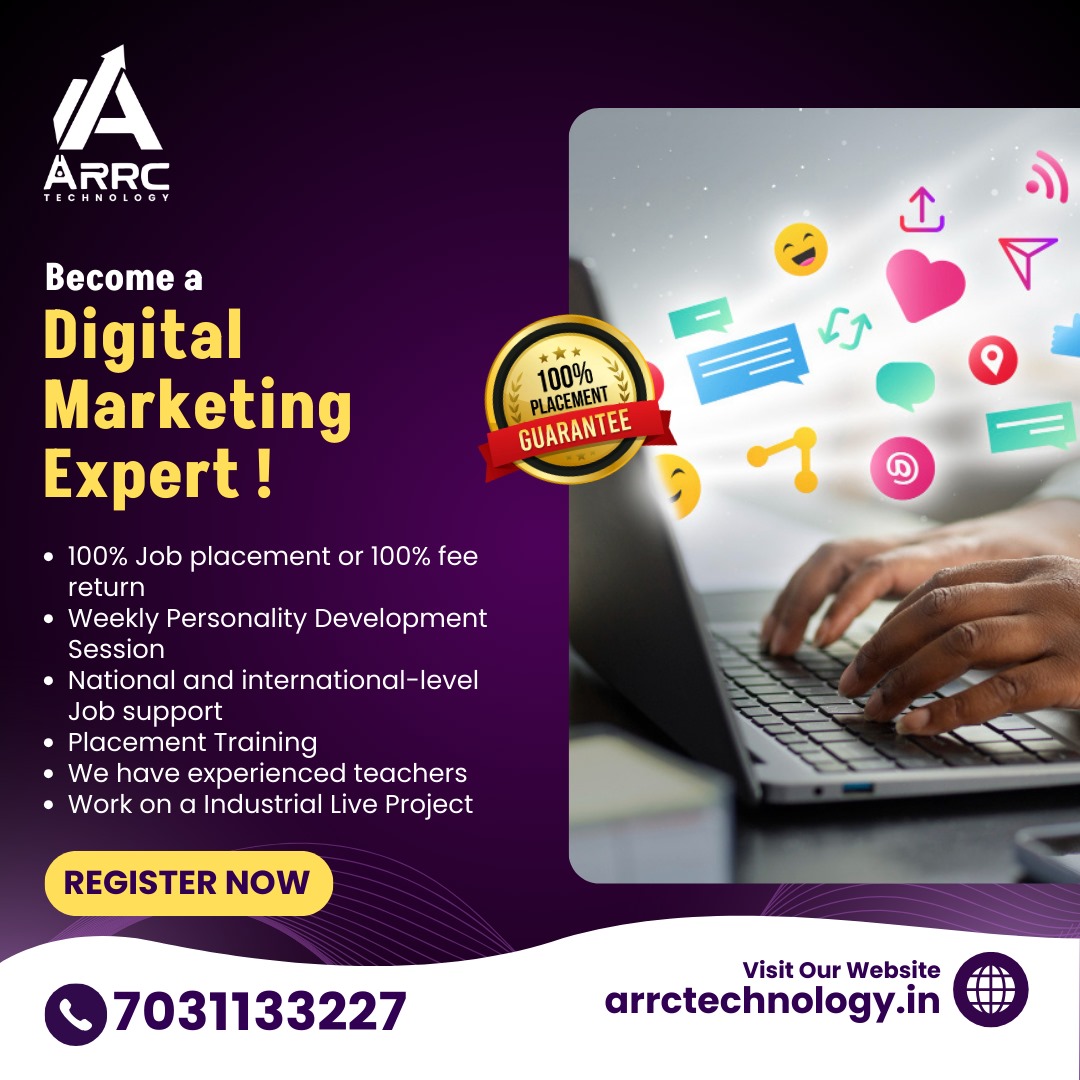 ARRC
TECHNOLOGY
Become a
Digital
Marketing
Expert !
100%
PLACEMENT
GUARANTEE
• 100% Job placement or 100% fee
return
• Weekly Personality Development
Session
• National and international-level
Job support
• Placement Training
• We have experienced teachers
• Work on a Industrial Live Project
REGISTER NOW
7031133227
Visit Our Website
arrctechnology.in